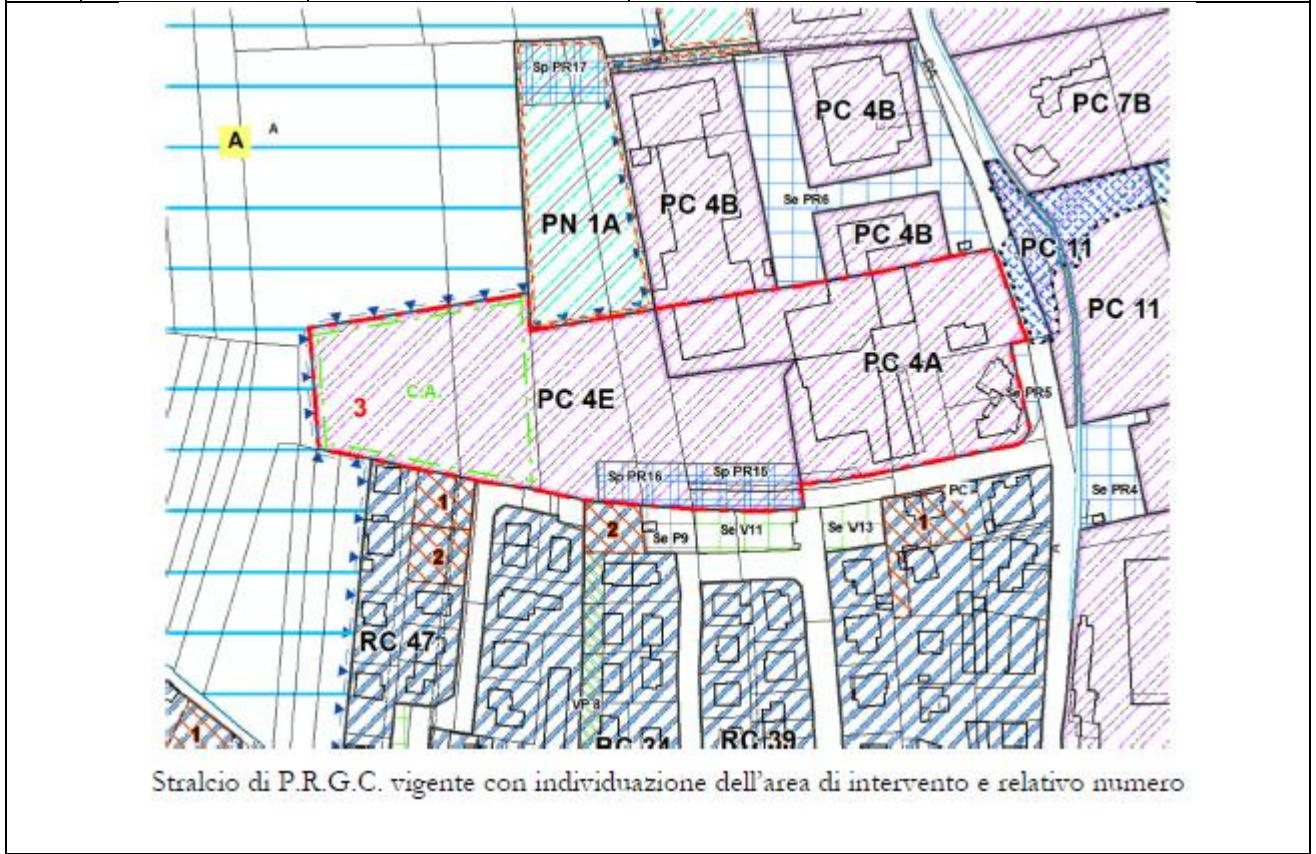 Sp PR17
A
A
PC 4B
PC 7B
PN 1A
PC 4B
Se PR6
PC 4B
PC 11
PC 11
PC 4A
C.A.
3
PC 4E
Se PR5
Sp PR16
Sp PR15
Se PR4
1
2
Se P9
Se V11
Se V13
1
2
RC 47
VP 8
RC 39
1
Stralcio di P.R.G.C. vigente con individuazione dell'area di intervento e relativo numero